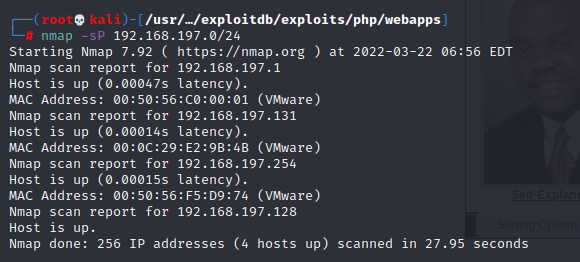 ┌──(root💀kali)-[/usr/…/exploitdb/exploits/php/webapps]
└─# nmap -sP 192.168.197.0/24
Starting Nmap 7.92 ( https://nmap.org ) at 2022-03-22 06:56 EDT
Nmap scan report for 192.168.197.1
Host is up (0.00047s latency).
MAC Address: 00:50:56:C0:00:01 (VMware)
Nmap scan report for 192.168.197.131
Host is up (0.00014s latency).
MAC Address: 00:0C:29:E2:9B:4B (VMware)
Nmap scan report for 192.168.197.254
Host is up (0.00015s latency).
MAC Address: 00:50:56:F5:D9:74 (VMware)
Nmap scan report for 192.168.197.128
Host is up.
Nmap done: 256 IP addresses (4 hosts up) scanned in 27.95 seconds
Self-Explan
- Sorting Options